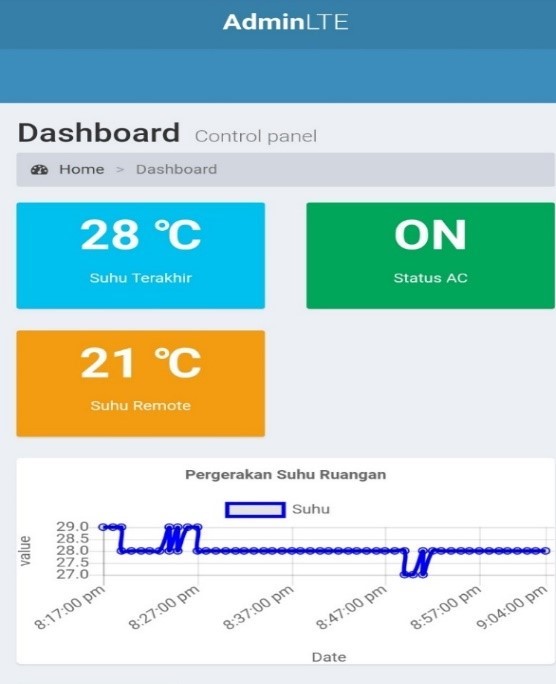 AdminLTE
Dashboard Control panel
Home > Dashboard
28 °C
Suhu Terakhir
ON
Status AC
21 °C
Suhu Remote
Pergerakan Suhu Ruangan
Suhu
value
29.0
28.5
28.0
27.5
27.0
8:17:00 pm
8:27:00 pm
8:37:00 pm
8:47:00 pm
8:57:00 pm
9:04:00 pm
Date